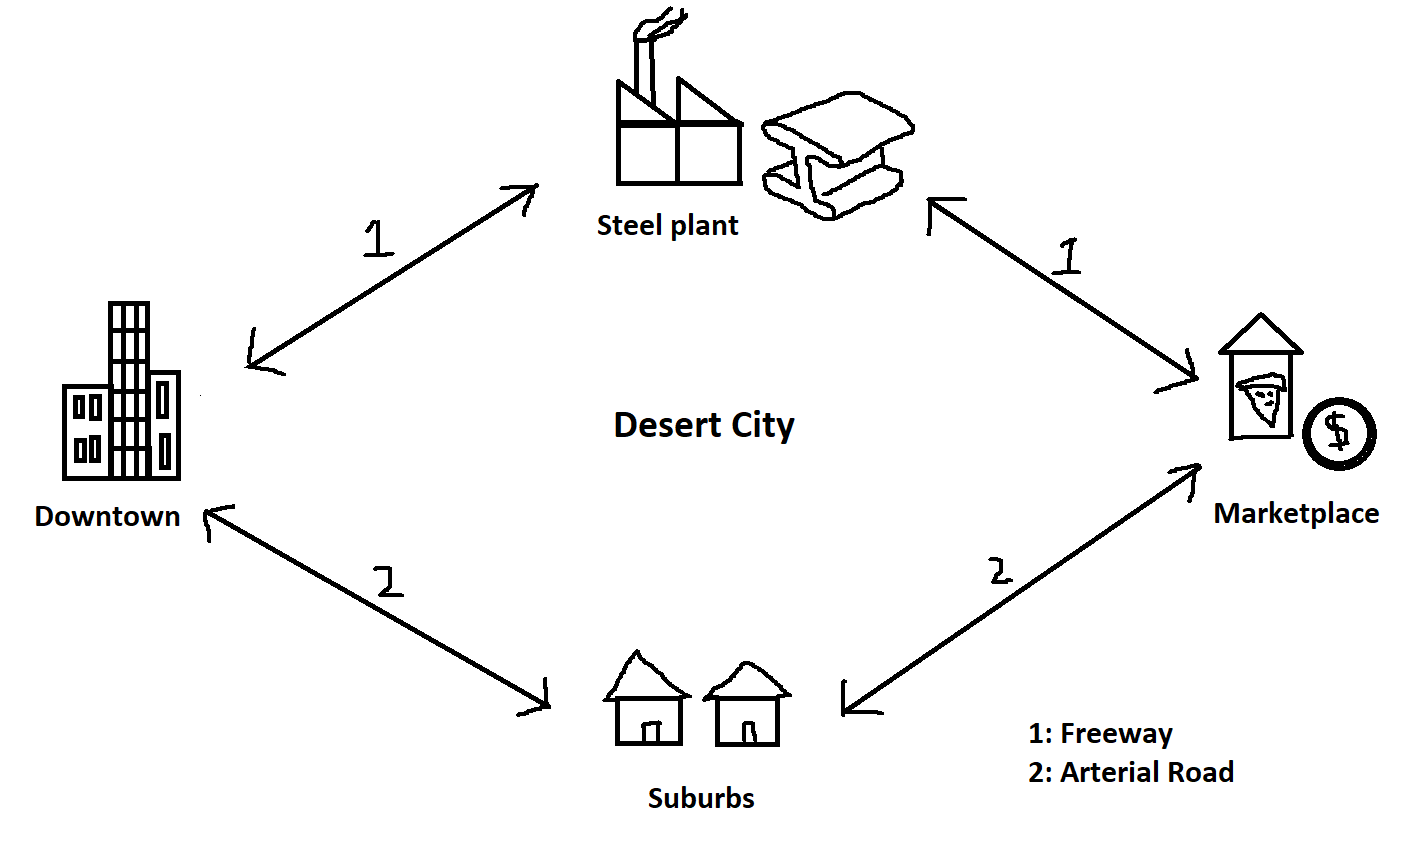 Steel plant
1
1
$
Desert City
Downtown
Marketplace
2
2
1: Freeway
2: Arterial Road
Suburbs